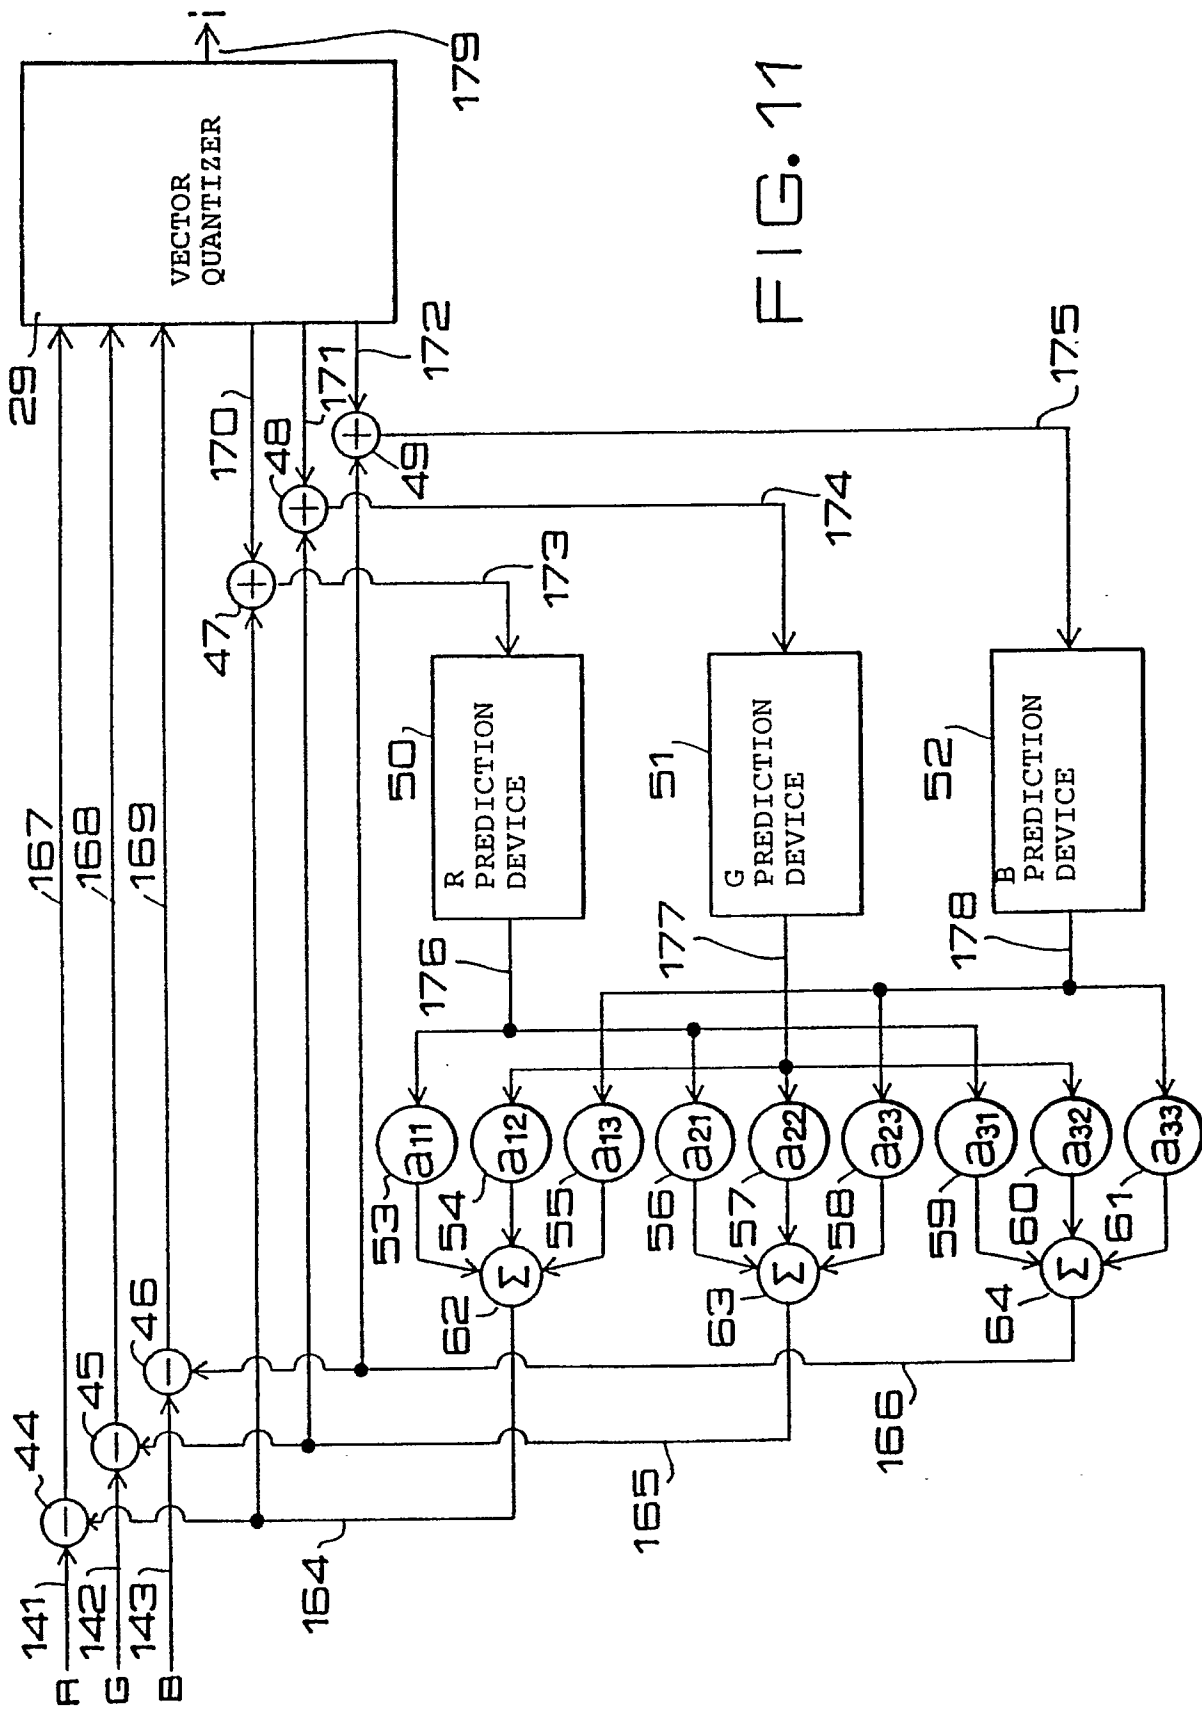 141
R
142
G
143
B
44
45
46
167
168
169
29
VECTOR
QUANTIZER
i
179
170
171
172
47
48
49
173
174
175
164
165
166
62
63
64
53
54
55
56
57
58
59
60
61
a11
a12
a13
a21
a22
a23
a31
a32
a33
Σ
Σ
Σ
176
177
178
50
R
PREDICTION
DEVICE
51
G
PREDICTION
DEVICE
52
B
PREDICTION
DEVICE
FIG. 11